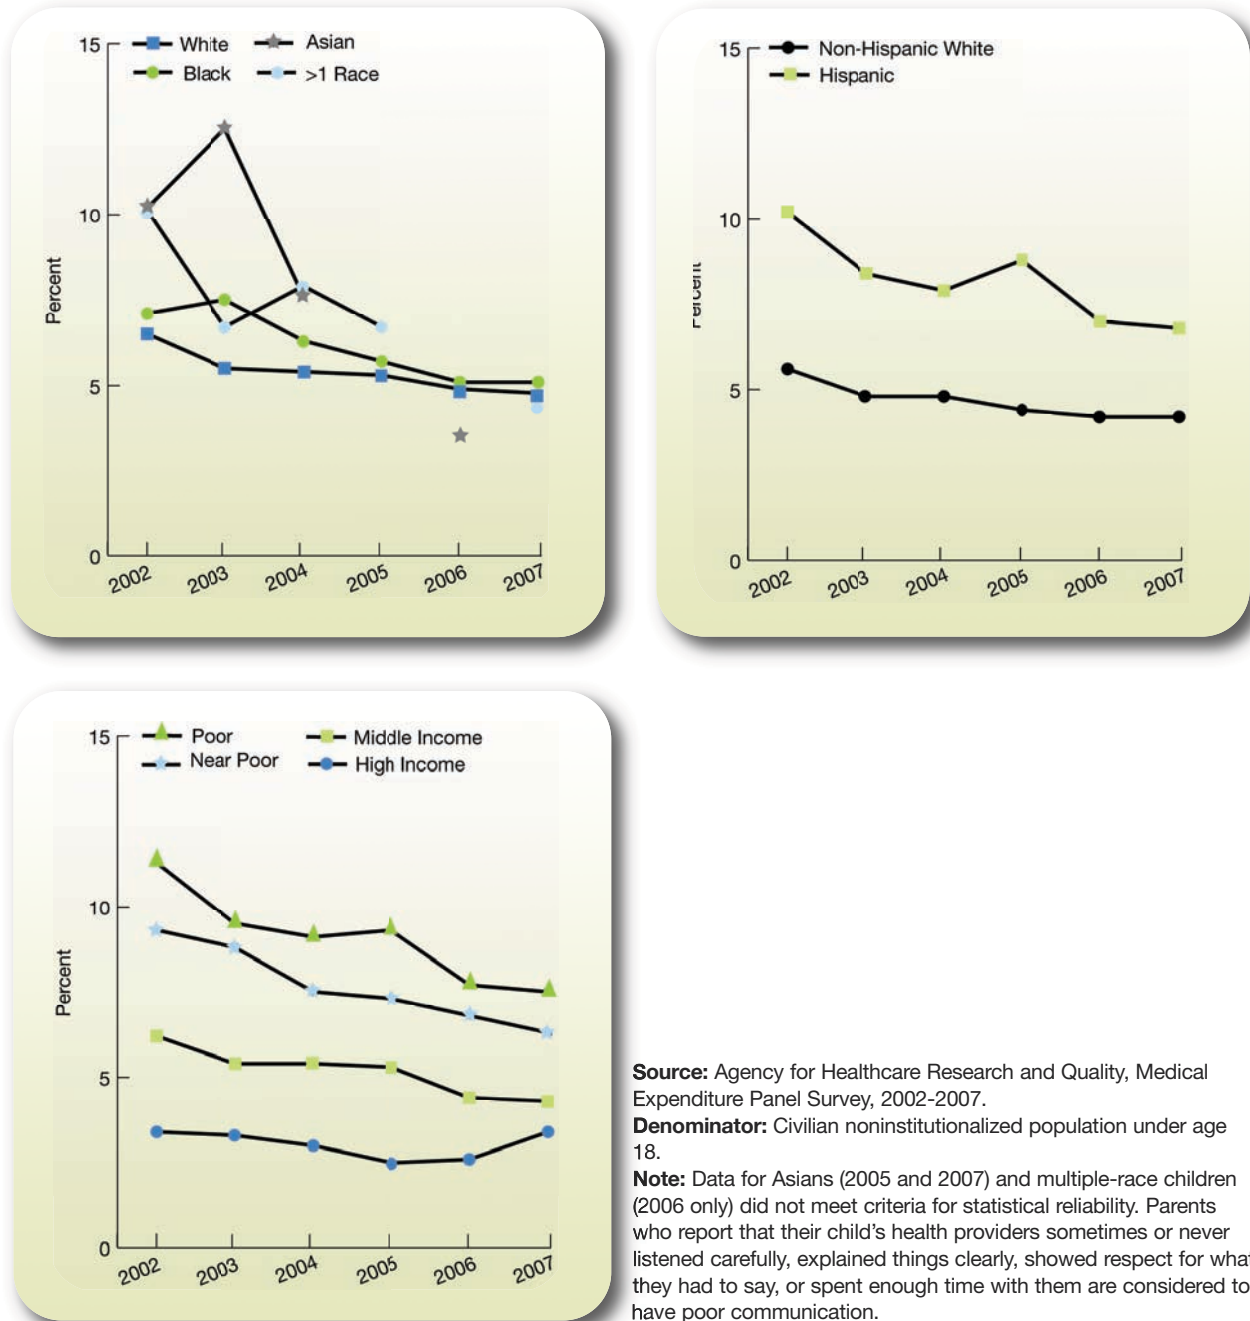 White
Asian
Black
>1 Race
15
10
5
0
Percent
2002
2003
2004
2005
2006
2007
Non-Hispanic White
Hispanic
15
10
5
0
Percent
2002
2003
2004
2005
2006
2007
Poor
Middle Income
Near Poor
High Income
15
10
5
0
Percent
2002
2003
2004
2005
2006
2007
Source: Agency for Healthcare Research and Quality, Medical
Expenditure Panel Survey, 2002-2007.
Denominator: Civilian noninstitutionalized population under age
18.
Note: Data for Asians (2005 and 2007) and multiple-race children
(2006 only) did not meet criteria for statistical reliability. Parents
who report that their child's health providers sometimes or never
listened carefully, explained things clearly, showed respect for what
they had to say, or spent enough time with them are considered to
have poor communication.